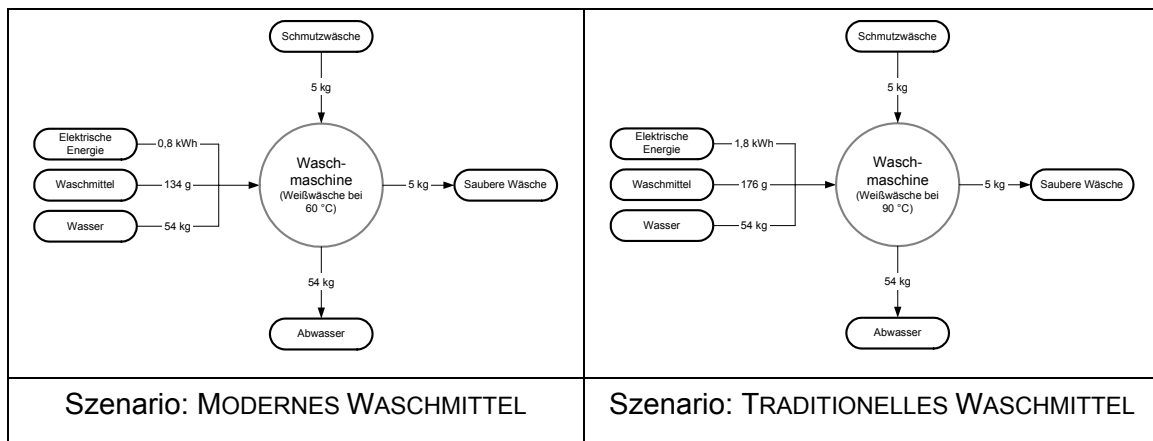 Schmutzwäsche
5 kg
Elektrische
Energie
0,8 kWh
Waschmittel
134 g
Wasser
54 kg
Wasch-
maschine
(Weißwäsche bei
60 °C)
5 kg
Saubere Wäsche
54 kg
Abwasser
Szenario: MODERNES WASCHMITTEL
Schmutzwäsche
5 kg
Elektrische
Energie
1,8 kWh
Waschmittel
176 g
Wasser
54 kg
Wasch-
maschine
(Weißwäsche bei
90 °C)
5 kg
Saubere Wäsche
54 kg
Abwasser
Szenario: TRADITIONELLES WASCHMITTEL